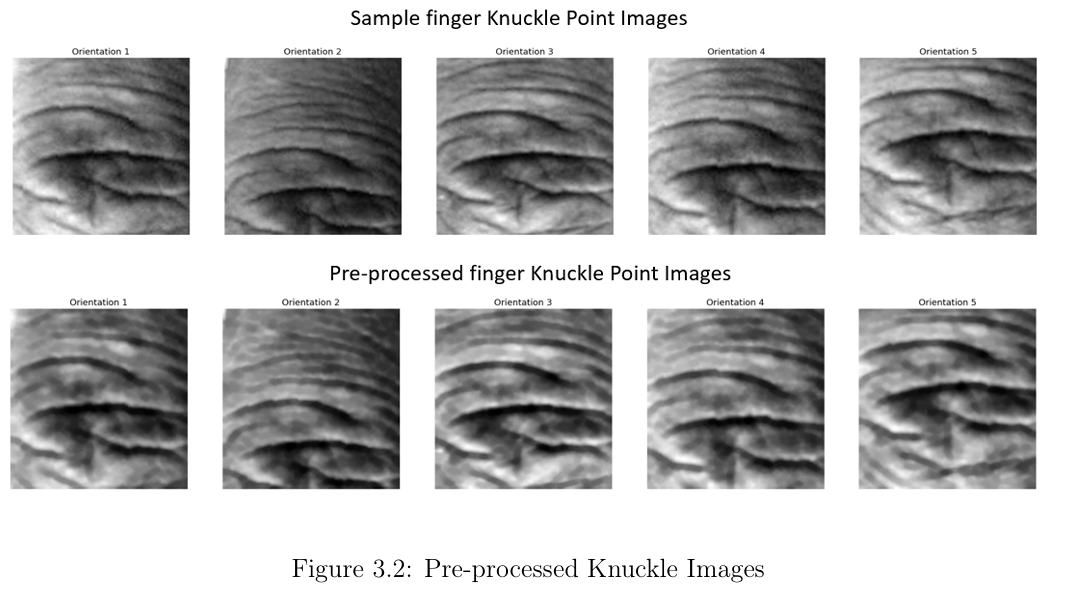 Sample finger Knuckle Point Images
Orientation 1 Orientation 2 Orientation 3 Orientation 4 Orientation 5
Pre-processed finger Knuckle Point Images
Orientation 1 Orientation 2 Orientation 3 Orientation 4 Orientation 5
Figure 3.2: Pre-processed Knuckle Images